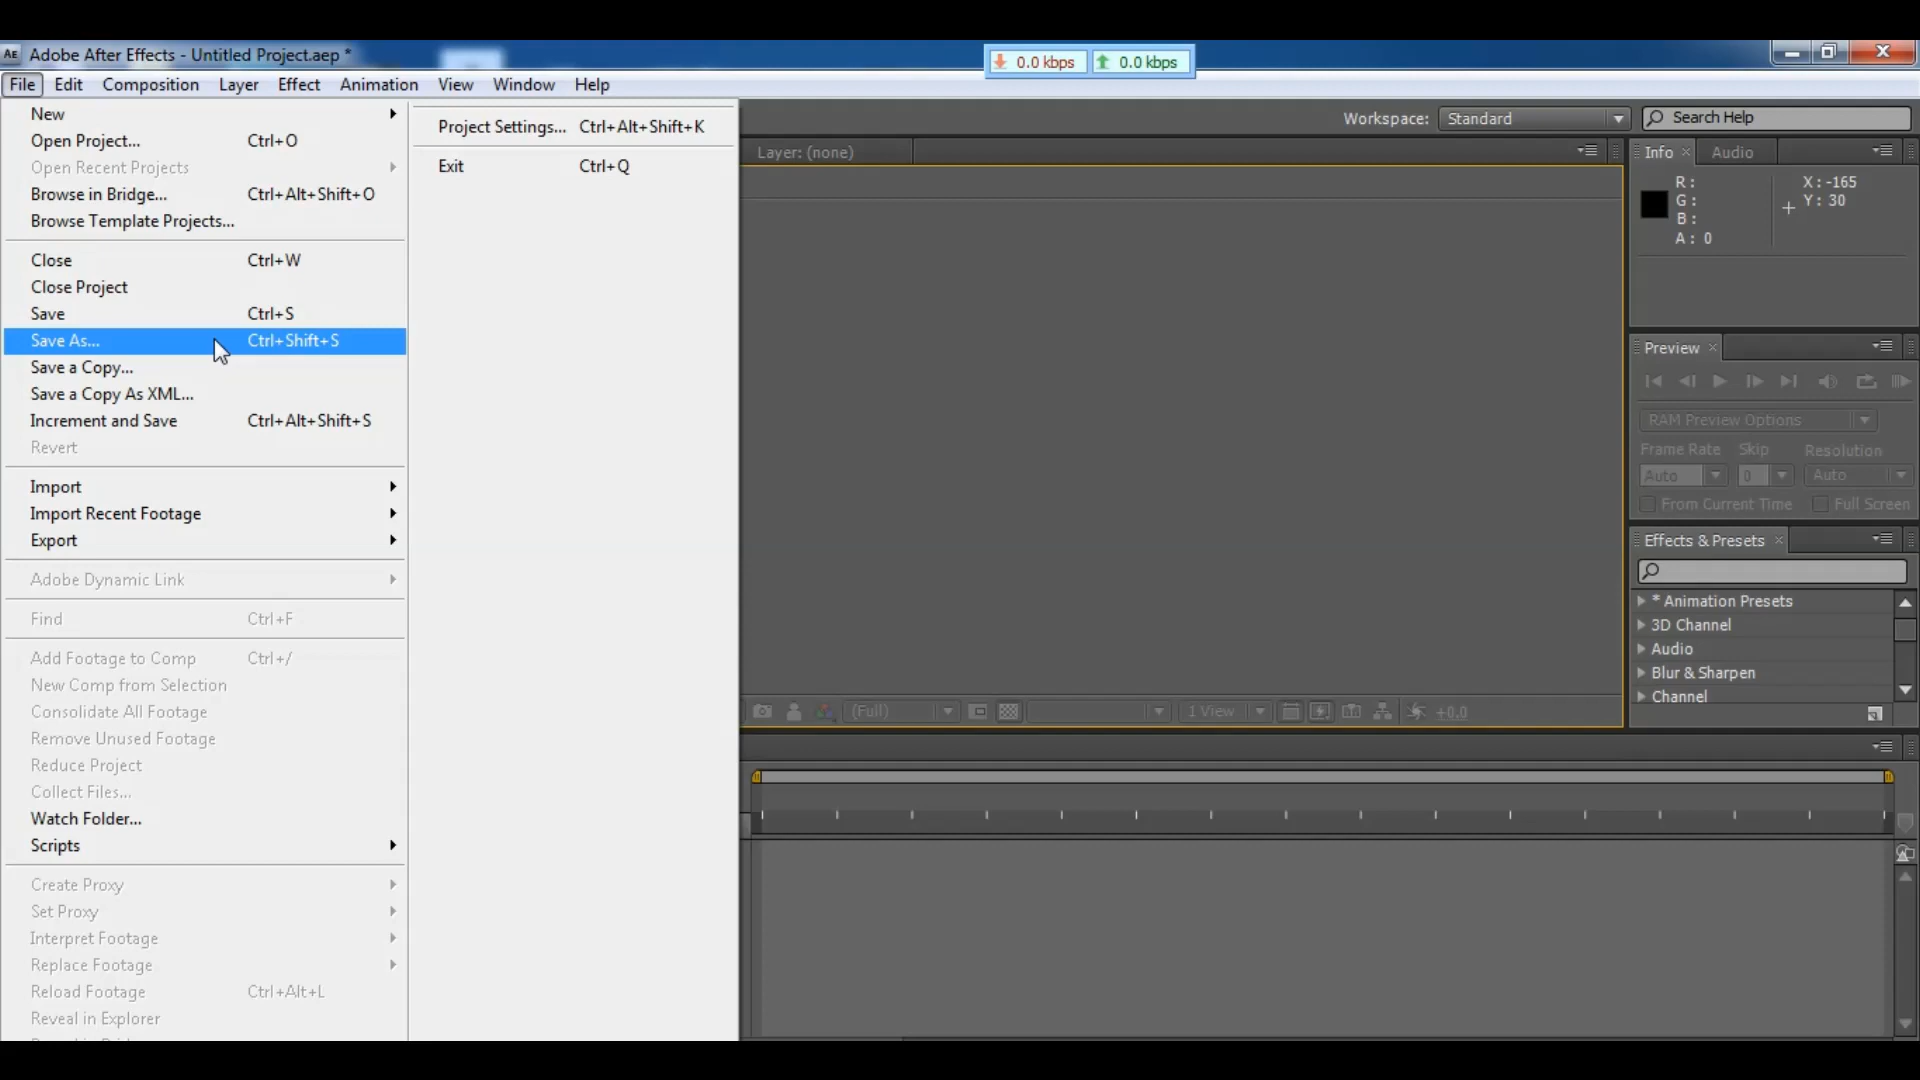 AE Adobe After Effects - Untitled Project.aep *
0.0 kbps 0.0 kbps
File Edit Composition Layer Effect Animation View Window Help
New
Open Project... Ctrl+O
Open Recent Projects
Browse in Bridge... Ctrl+Alt+Shift+O
Browse Template Projects...
Close Ctrl+W
Close Project
Save Ctrl+S
Save As... Ctrl+Shift+S
Save a Copy...
Save a Copy As XML...
Increment and Save Ctrl+Alt+Shift+S
Revert
Import
Import Recent Footage
Export
Adobe Dynamic Link
Find Ctrl+F
Add Footage to Comp Ctrl+/
New Comp from Selection
Consolidate All Footage
Remove Unused Footage
Reduce Project
Collect Files...
Watch Folder...
Scripts
Create Proxy
Set Proxy
Interpret Footage
Replace Footage
Reload Footage Ctrl+Alt+L
Reveal in Explorer
Project Settings... Ctrl+Alt+Shift+K
Exit Ctrl+Q
Workspace: Standard Search Help
Layer: (none)
(Full) 1 View +0.0
Info Audio
R: X: -165
G: Y: 30
B:
A: 0
Preview
RAM Preview Options
Frame Rate Skip Resolution
Auto 0 Auto
From Current Time Full Screen
Effects & Presets
* Animation Presets
3D Channel
Audio
Blur & Sharpen
Channel